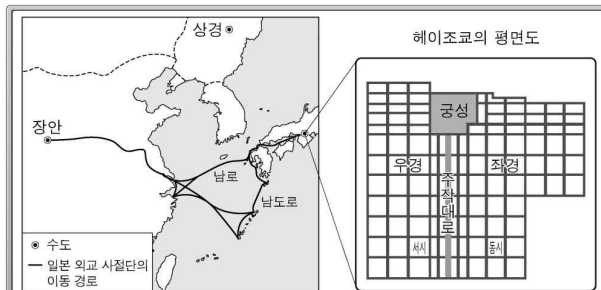 상경
장안
남로
남도로
수도
일본 외교 사절단의
이동 경로
헤이조쿄의 평면도
궁성
우경
좌경
주작대로
서시
동시